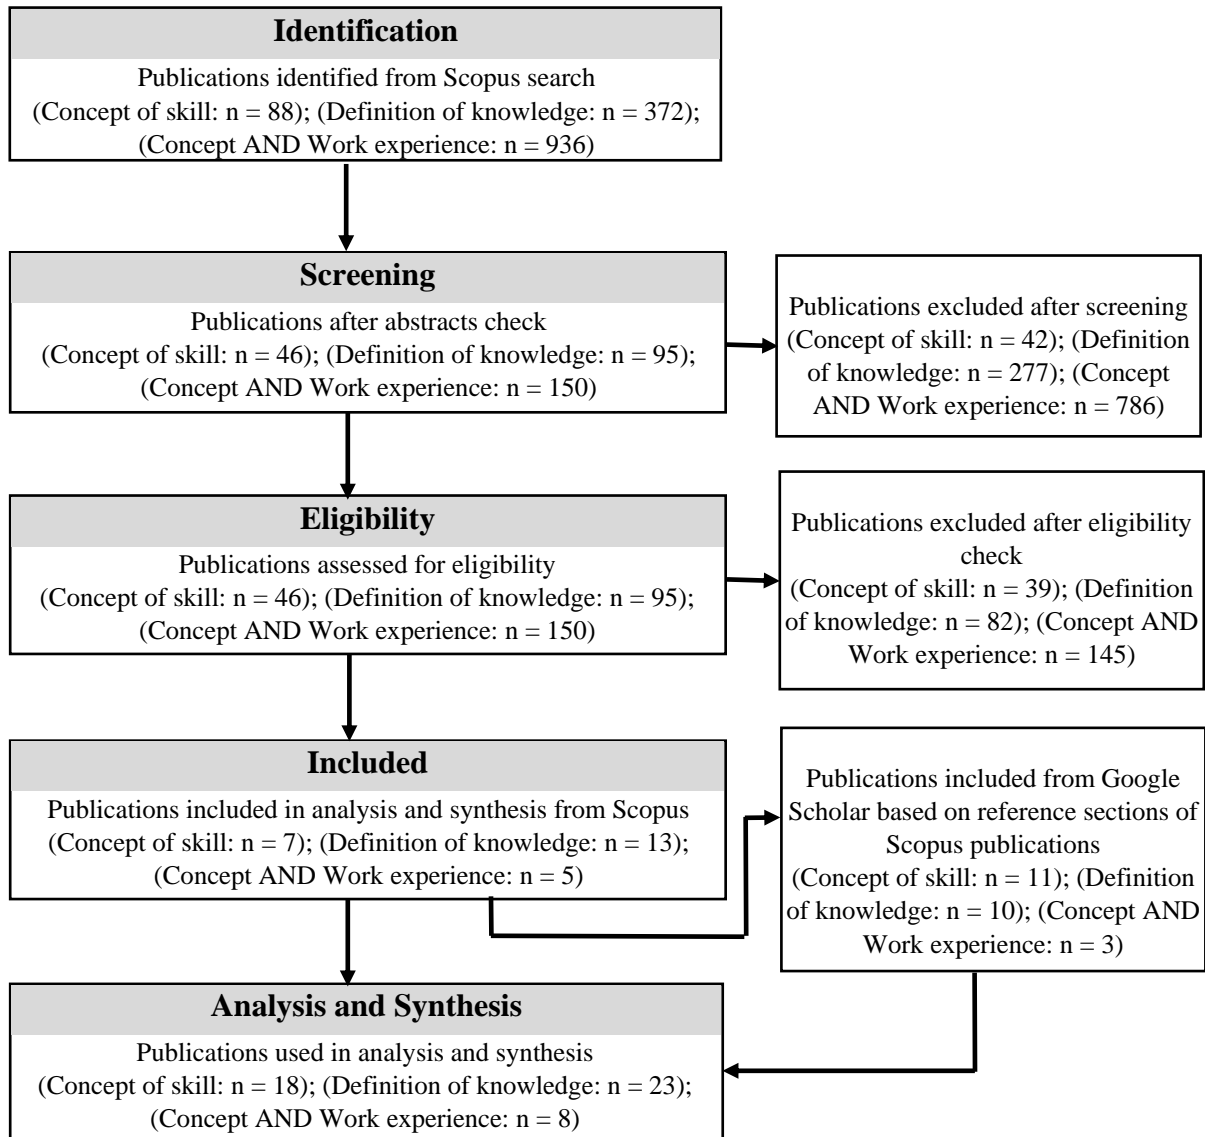 Identification
Publications identified from Scopus search
(Concept of skill: n = 88); (Definition of knowledge: n = 372);
(Concept AND Work experience: n = 936)
Screening
Publications after abstracts check
(Concept of skill: n = 46); (Definition of knowledge: n = 95);
(Concept AND Work experience: n = 150)
Publications excluded after screening
(Concept of skill: n = 42); (Definition
of knowledge: n = 277); (Concept
AND Work experience: n = 786)
Eligibility
Publications assessed for eligibility
(Concept of skill: n = 46); (Definition of knowledge: n = 95);
(Concept AND Work experience: n = 150)
Publications excluded after eligibility
check
(Concept of skill: n = 39); (Definition
of knowledge: n = 82); (Concept AND
Work experience: n = 145)
Included
Publications included in analysis and synthesis from Scopus
(Concept of skill: n = 7); (Definition of knowledge: n = 13);
(Concept AND Work experience: n = 5)
Publications included from Google
Scholar based on reference sections of
Scopus publications
(Concept of skill: n = 11); (Definition
of knowledge: n = 10); (Concept AND
Work experience: n = 3)
Analysis and Synthesis
Publications used in analysis and synthesis
(Concept of skill: n = 18); (Definition of knowledge: n = 23);
(Concept AND Work experience: n = 8)